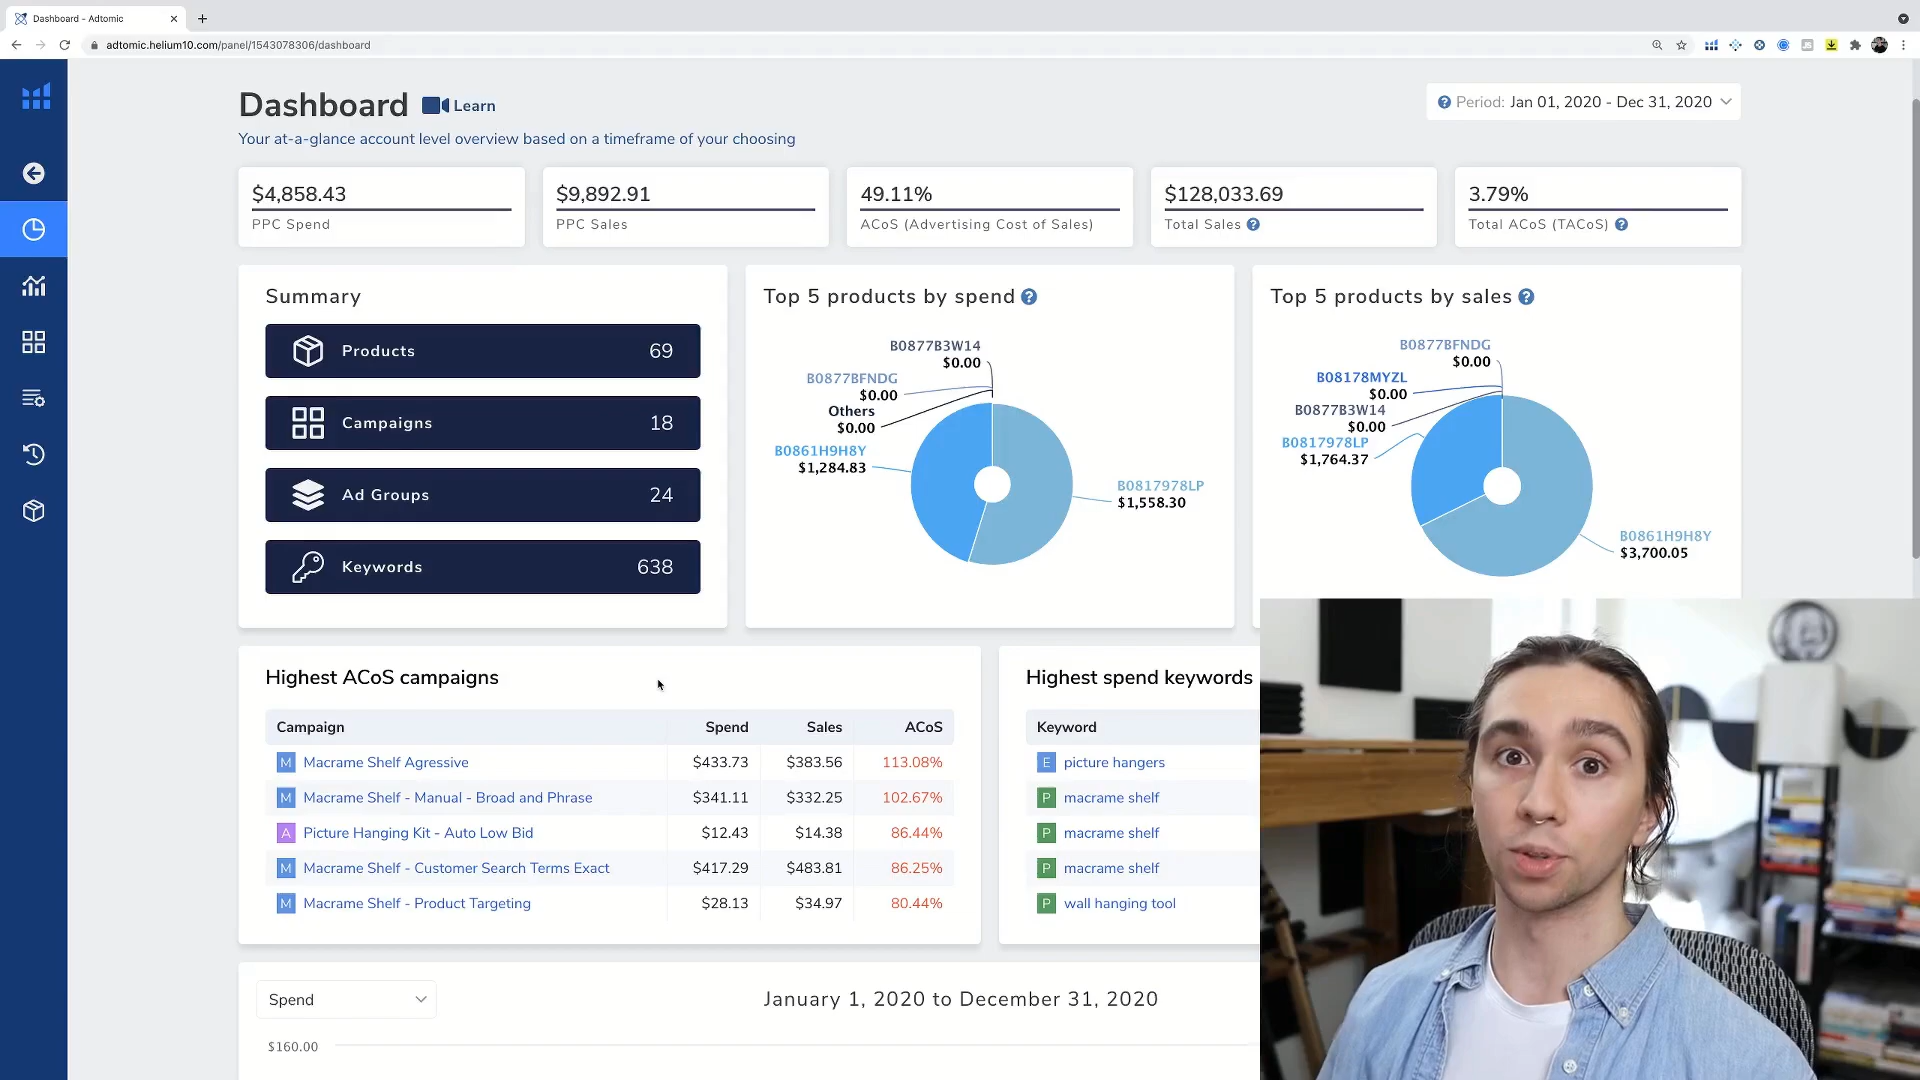 Dashboard - Adtomic
adtomic.helium10.com/panel/1543078306/dashboard
Dashboard Learn
Period: Jan 01, 2020 - Dec 31, 2020
Your at-a-glance account level overview based on a timeframe of your choosing
$4,858.43
PPC Spend
$9,892.91
PPC Sales
49.11%
ACoS (Advertising Cost of Sales)
$128,033.69
Total Sales
3.79%
Total ACoS (TACoS)
Summary
Products 69
Campaigns 18
Ad Groups 24
Keywords 638
Top 5 products by spend
B0877B3W14
$0.00
B0877BFNDG
$0.00
Others
$0.00
B0861H9H8Y
$1,284.83
B0817978LP
$1,558.30
Top 5 products by sales
B0877BFNDG
$0.00
B08178MYZL
$0.00
B0877B3W14
$0.00
B0817978LP
$1,764.37
B0861H9H8Y
$3,700.05
Highest ACoS campaigns
Campaign Spend Sales ACoS
M Macrame Shelf Agressive $433.73 $383.56 113.08%
M Macrame Shelf - Manual - Broad and Phrase $341.11 $332.25 102.67%
A Picture Hanging Kit - Auto Low Bid $12.43 $14.38 86.44%
M Macrame Shelf - Customer Search Terms Exact $417.29 $483.81 86.25%
M Macrame Shelf - Product Targeting $28.13 $34.97 80.44%
Highest spend keywords
Keyword
E picture hangers
P macrame shelf
P macrame shelf
P macrame shelf
P wall hanging tool
Spend
January 1, 2020 to December 31, 2020
$160.00